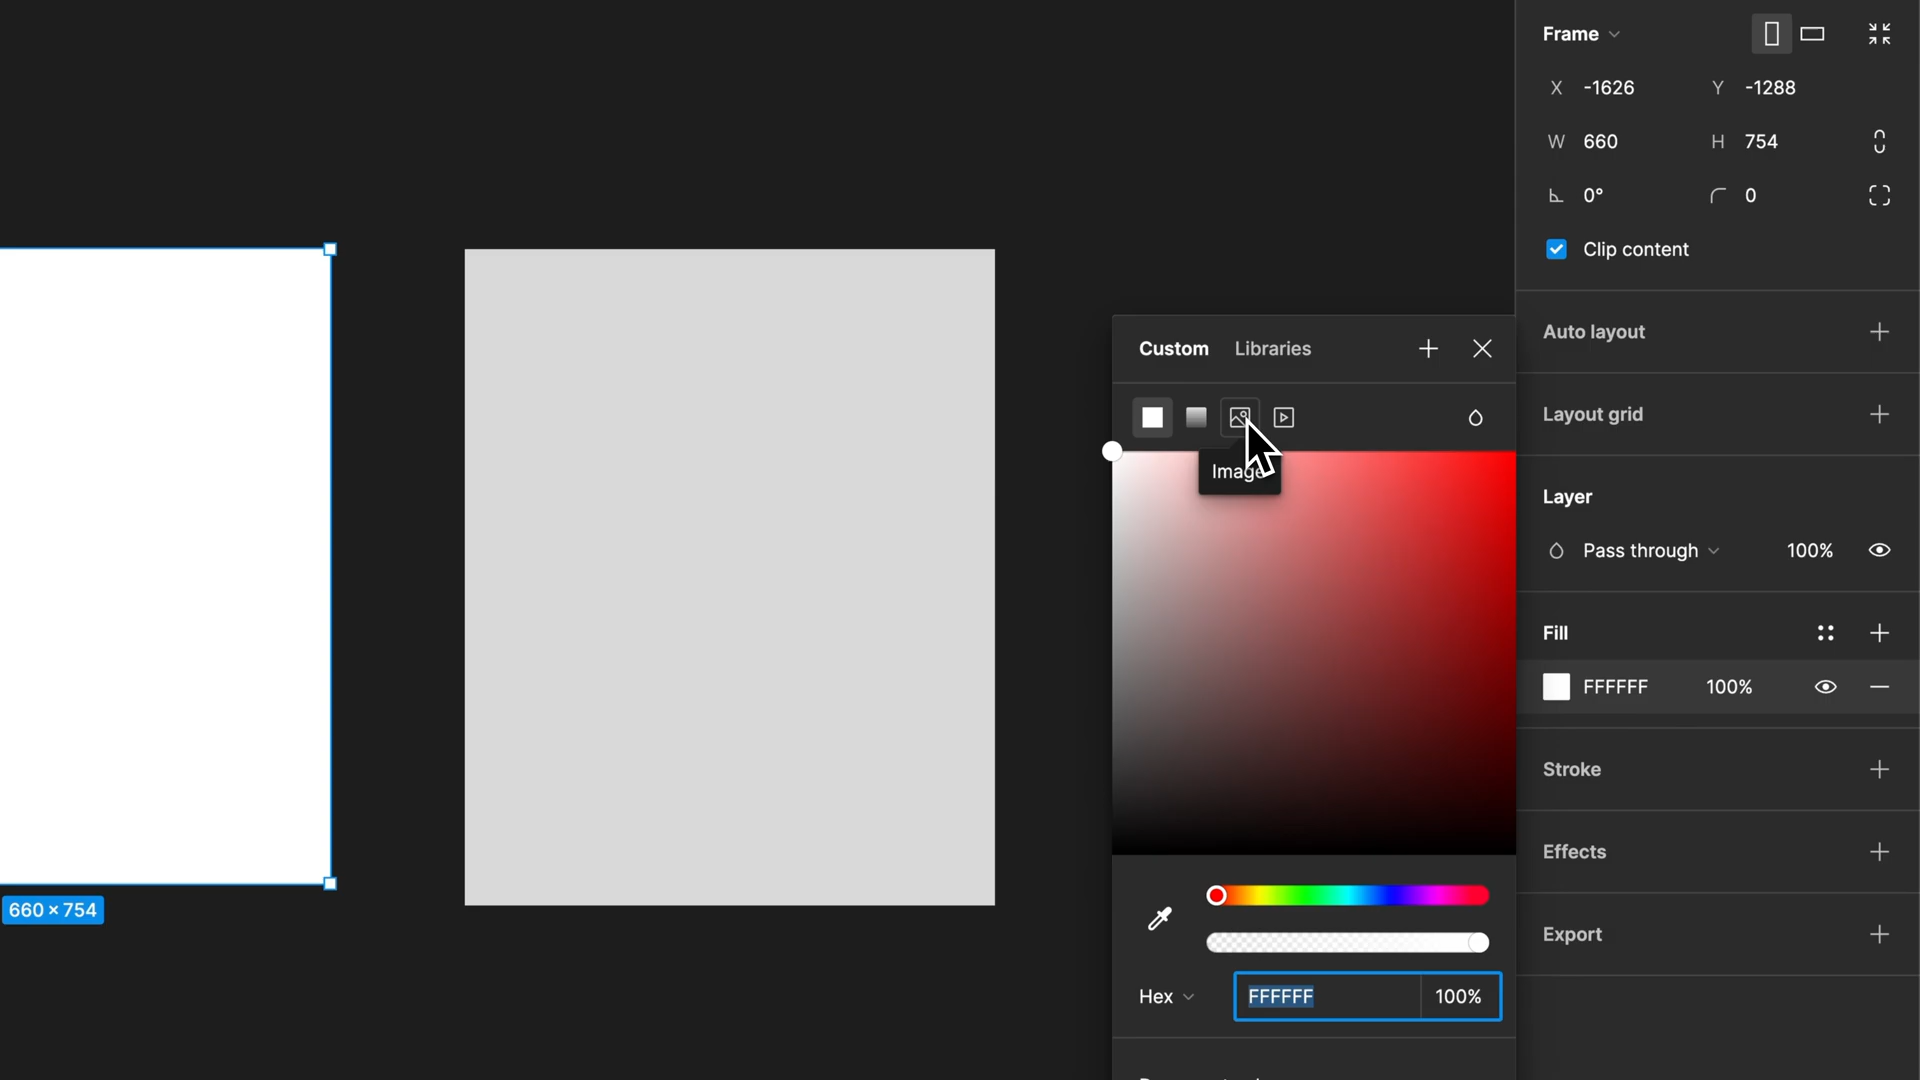 Frame
X -1626 Y -1288
W 660 H 754
0° 0
Clip content
Auto layout
Layout grid
Layer
Pass through 100%
Fill
FFFFFF 100%
Stroke
Effects
Export
Custom Libraries
Image
Hex FFFFFF 100%
660 × 754